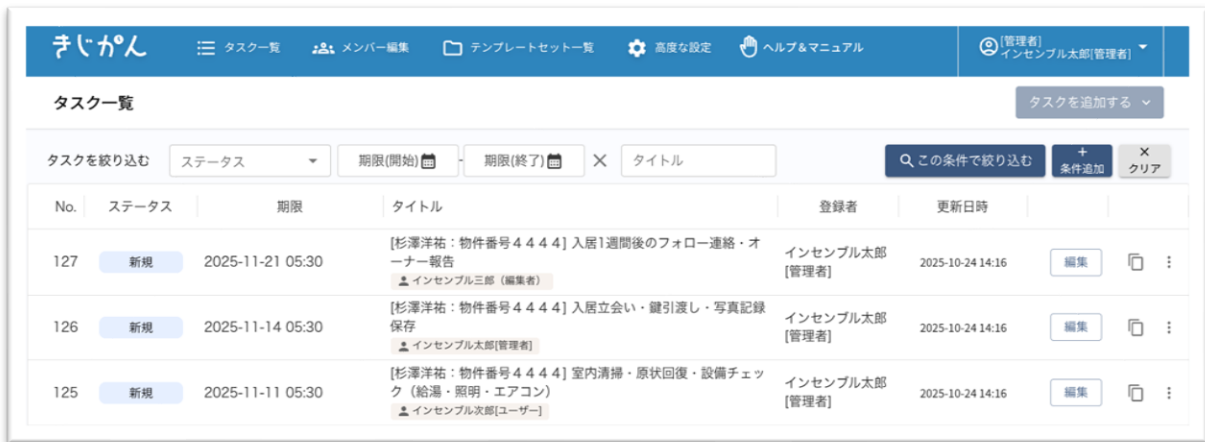 きじかん
タスク一覧 メンバー編集 テンプレートセット一覧 高度な設定 ヘルプ＆マニュアル
[管理者]
インセンブル太郎[管理者]
タスク一覧
タスクを追加する
タスクを絞り込む ステータス 期限(開始) - 期限(終了) タイトル この条件で絞り込む
+
条件追加
×
クリア
No. ステータス 期限 タイトル 登録者 更新日時
127 新規 2025-11-21 05:30
[杉澤洋祐：物件番号４４４４] 入居1週間後のフォロー連絡・オ
ーナー報告
インセンブル三郎（編集者）
インセンブル太郎
[管理者]
2025-10-24 14:16 編集
126 新規 2025-11-14 05:30
[杉澤洋祐：物件番号４４４４] 入居立会い・鍵引渡し・写真記録
保存
インセンブル太郎[管理者]
インセンブル太郎
[管理者]
2025-10-24 14:16 編集
125 新規 2025-11-11 05:30
[杉澤洋祐：物件番号４４４４] 室内清掃・原状回復・設備チェッ
ク（給湯・照明・エアコン）
インセンブル次郎[ユーザー]
インセンブル太郎
[管理者]
2025-10-24 14:16 編集